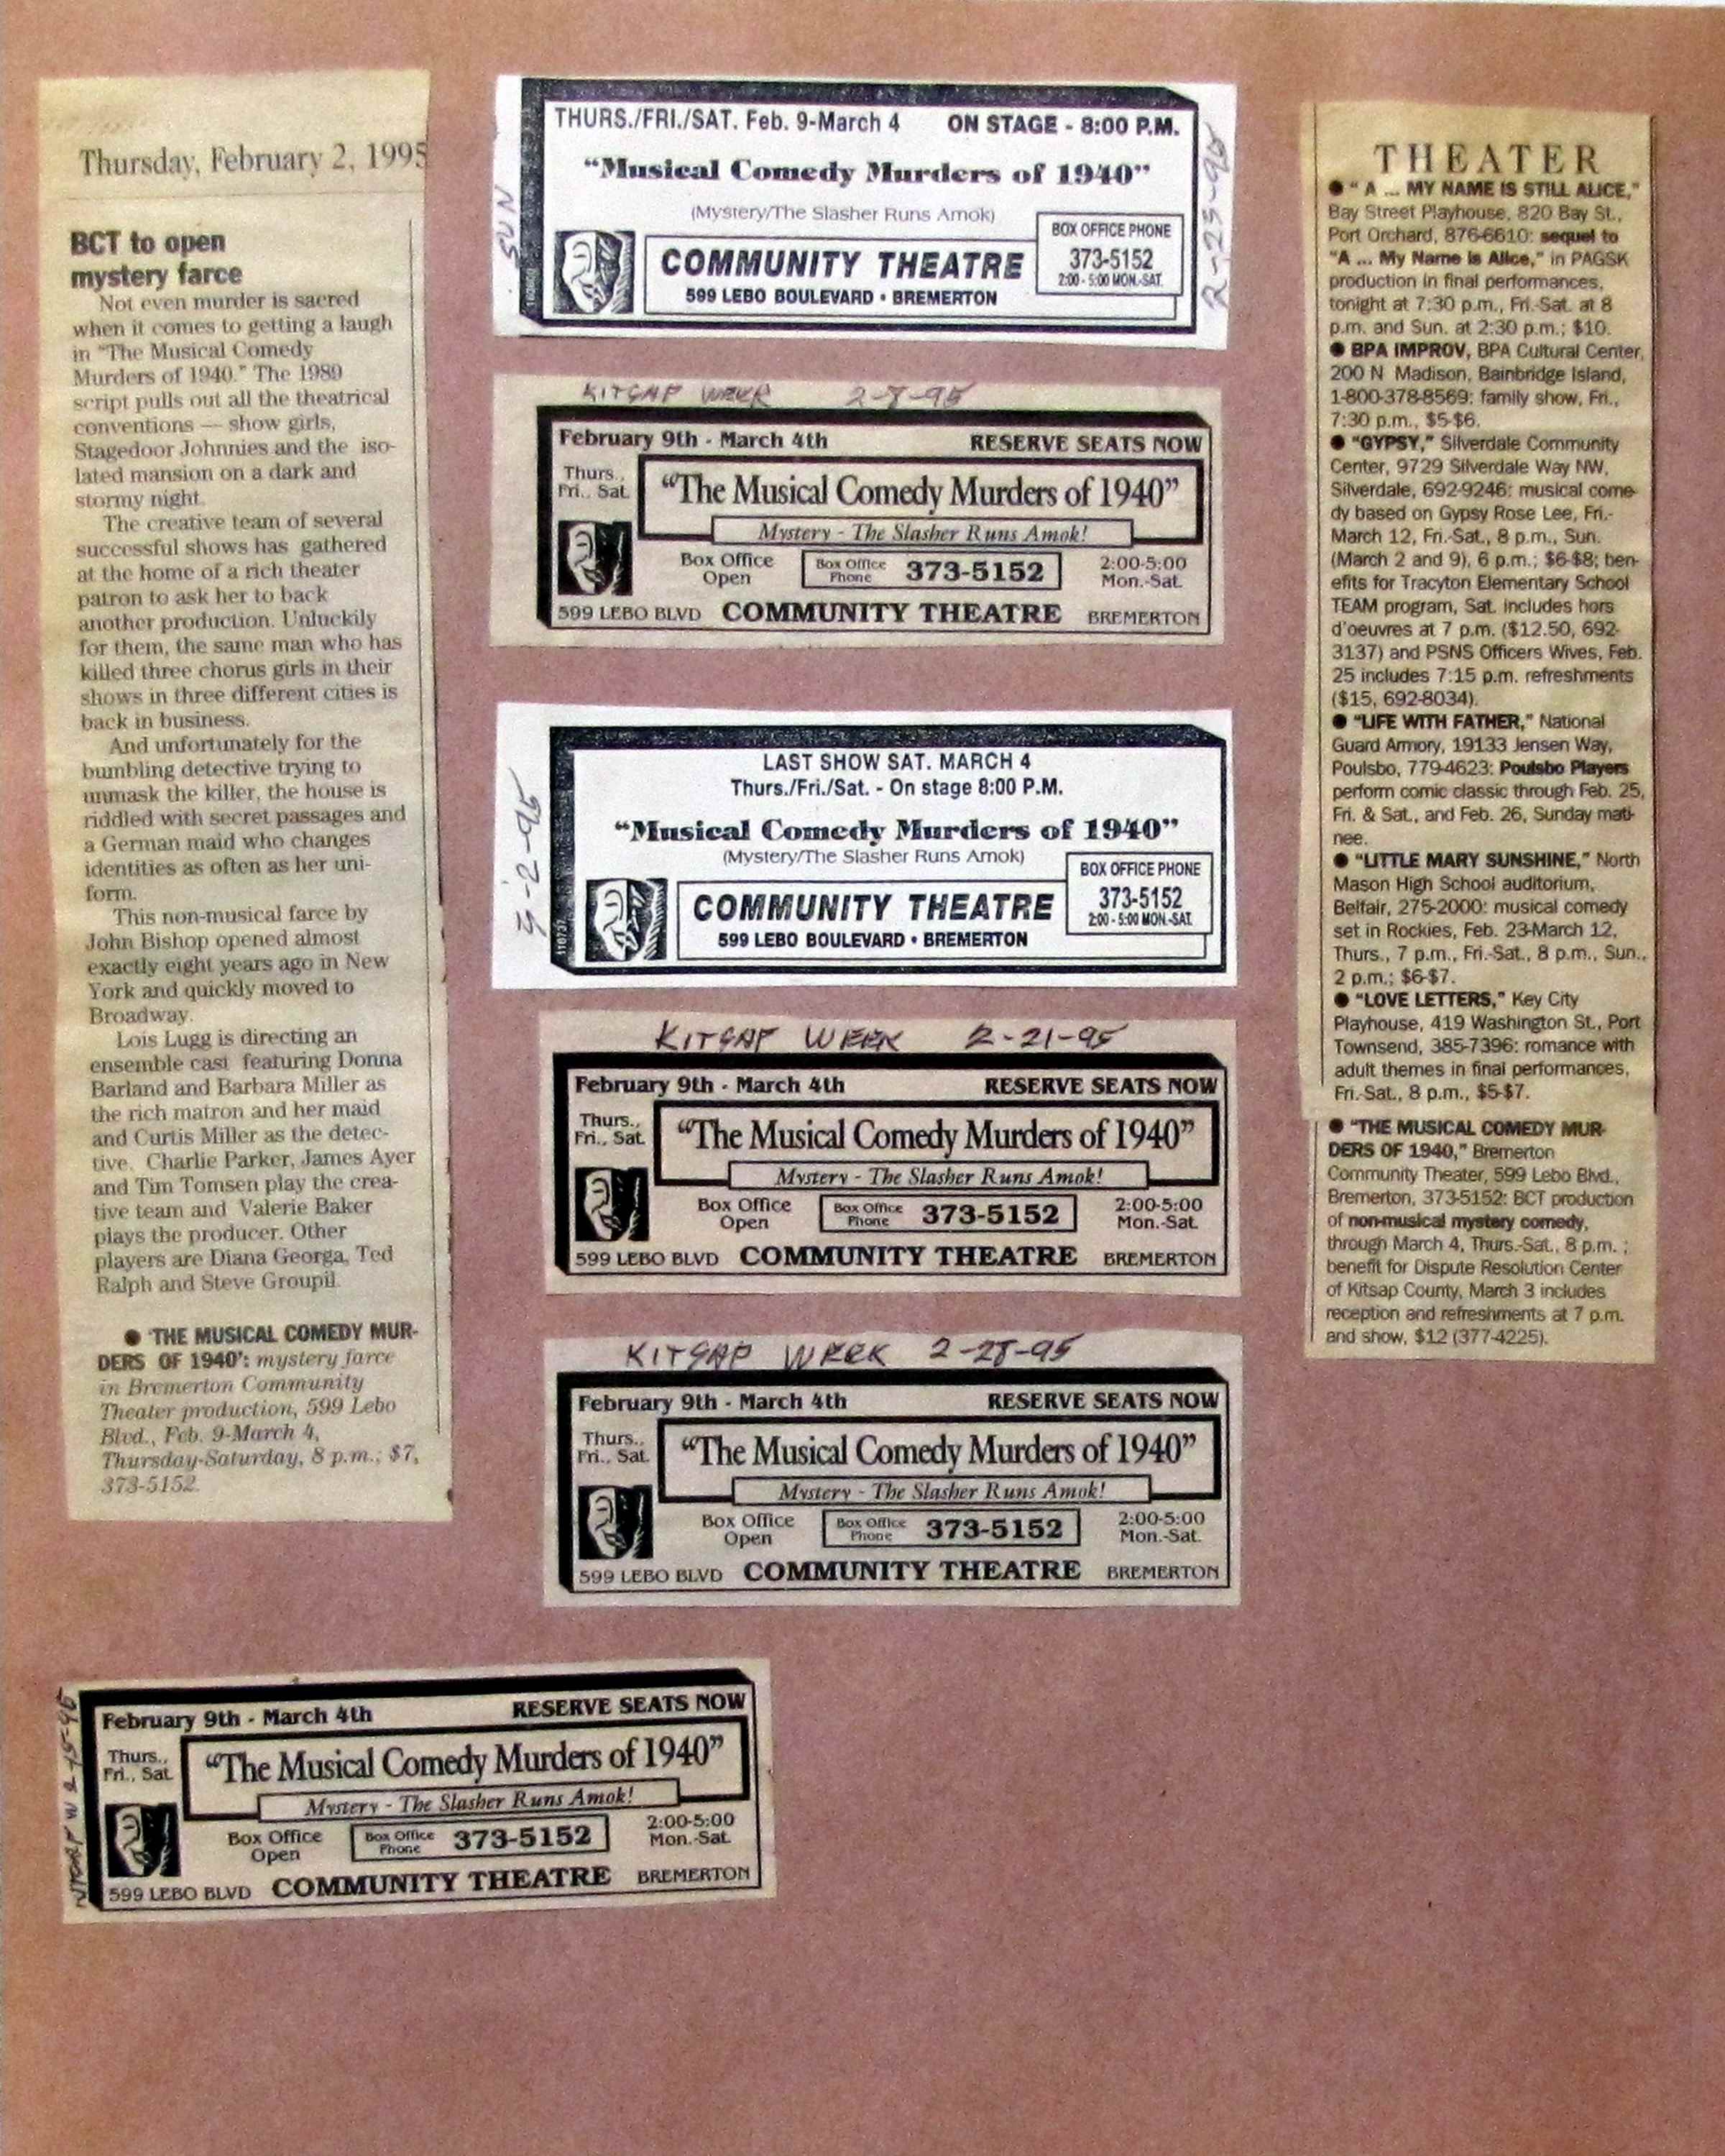 Thursday, February 2, 1995
BCT to open
mystery farce
Not even murder is sacred
when it comes to getting a laugh
in "The Musical Comedy
Murders of 1940." The 1989
script pulls out all the theatrical
conventions — show girls,
Stagedoor Johnnies and the iso-
lated mansion on a dark and
stormy night.
The creative team of several
successful shows has gathered
at the home of a rich theater
patron to ask her to back
another production. Unluckily
for them, the same man who has
killed three chorus girls in their
shows in three different cities is
back in business.
And unfortunately for the
bumbling detective trying to
unmask the killer, the house is
riddled with secret passages and
a German maid who changes
identities as often as her uni-
form.
This non-musical farce by
John Bishop opened almost
exactly eight years ago in New
York and quickly moved to
Broadway.
Lois Lugg is directing an
ensemble cast featuring Donna
Barland and Barbara Miller as
the rich matron and her maid
and Curtis Miller as the detec-
tive. Charlie Parker, James Ayer
and Tim Tomsen play the crea-
tive team and Valerie Baker
plays the producer. Other
players are Diana Georga, Ted
Ralph and Steve Groupil.
● 'THE MUSICAL COMEDY MUR-
DERS OF 1940': mystery farce
in Bremerton Community
Theater production, 599 Lebo
Blvd., Feb. 9-March 4,
Thursday-Saturday, 8 p.m.; $7,
373-5152.
SUN
THURS./FRI./SAT. Feb. 9-March 4 ON STAGE - 8:00 P.M.
"Musical Comedy Murders of 1940"
(Mystery/The Slasher Runs Amok)
COMMUNITY THEATRE
599 LEBO BOULEVARD • BREMERTON
BOX OFFICE PHONE
373-5152
2:00 - 5:00 MON.-SAT.
KITSAP WEEK 2-8-95
February 9th - March 4th RESERVE SEATS NOW
Thurs.,
Fri., Sat.
"The Musical Comedy Murders of 1940"
Mystery - The Slasher Runs Amok!
Box Office
Open
Box Office
Phone
373-5152
2:00-5:00
Mon.-Sat.
599 LEBO BLVD COMMUNITY THEATRE BREMERTON
LAST SHOW SAT. MARCH 4
Thurs./Fri./Sat. - On stage 8:00 P.M.
"Musical Comedy Murders of 1940"
(Mystery/The Slasher Runs Amok)
COMMUNITY THEATRE
599 LEBO BOULEVARD • BREMERTON
BOX OFFICE PHONE
373-5152
2:00 - 5:00 MON.-SAT.
KITSAP WEEK 2-21-95
February 9th - March 4th RESERVE SEATS NOW
Thurs.,
Fri., Sat.
"The Musical Comedy Murders of 1940"
Mystery - The Slasher Runs Amok!
Box Office
Open
Box Office
Phone
373-5152
2:00-5:00
Mon.-Sat.
599 LEBO BLVD COMMUNITY THEATRE BREMERTON
KITSAP WEEK 2-28-95
February 9th - March 4th RESERVE SEATS NOW
Thurs.,
Fri., Sat.
"The Musical Comedy Murders of 1940"
Mystery - The Slasher Runs Amok!
Box Office
Open
Box Office
Phone
373-5152
2:00-5:00
Mon.-Sat.
599 LEBO BLVD COMMUNITY THEATRE BREMERTON
THEATER
● "A ... MY NAME IS STILL ALICE,"
Bay Street Playhouse, 820 Bay St.,
Port Orchard, 876-6610: sequel to
"A ... My Name is Alice," in PAGSK
production in final performances,
tonight at 7:30 p.m., Fri.-Sat. at 8
p.m. and Sun. at 2:30 p.m.; $10.
● BPA IMPROV, BPA Cultural Center,
200 N Madison, Bainbridge Island,
1-800-378-8569: family show, Fri.,
7:30 p.m., $5-$6.
● "GYPSY," Silverdale Community
Center, 9729 Silverdale Way NW,
Silverdale, 692-9246: musical come-
dy based on Gypsy Rose Lee, Fri.-
March 12, Fri.-Sat., 8 p.m., Sun.
(March 2 and 9), 6 p.m.; $6-$8; ben-
efits for Tracyton Elementary School
TEAM program, Sat. includes hors
d'oeuvres at 7 p.m. ($12.50, 692-
3137) and PSNS Officers Wives, Feb.
25 includes 7:15 p.m. refreshments
($15, 692-8034).
● "LIFE WITH FATHER," National
Guard Armory, 19133 Jensen Way,
Poulsbo, 779-4623: Poulsbo Players
perform comic classic through Feb. 25,
Fri. & Sat., and Feb. 26, Sunday mati-
nee.
● "LITTLE MARY SUNSHINE," North
Mason High School auditorium,
Belfair, 275-2000: musical comedy
set in Rockies, Feb. 23-March 12,
Thurs., 7 p.m., Fri.-Sat., 8 p.m., Sun.,
2 p.m.; $6-$7.
● "LOVE LETTERS," Key City
Playhouse, 419 Washington St., Port
Townsend, 385-7396: romance with
adult themes in final performances,
Fri.-Sat., 8 p.m., $5-$7.
● "THE MUSICAL COMEDY MUR-
DERS OF 1940," Bremerton
Community Theater, 599 Lebo Blvd.,
Bremerton, 373-5152: BCT production
of non-musical mystery comedy,
through March 4, Thurs.-Sat., 8 p.m. ;
benefit for Dispute Resolution Center
of Kitsap County, March 3 includes
reception and refreshments at 7 p.m.
and show, $12 (377-4225).
February 9th - March 4th RESERVE SEATS NOW
Thurs.,
Fri., Sat.
"The Musical Comedy Murders of 1940"
Mystery - The Slasher Runs Amok!
Box Office
Open
Box Office
Phone
373-5152
2:00-5:00
Mon.-Sat.
599 LEBO BLVD COMMUNITY THEATRE BREMERTON